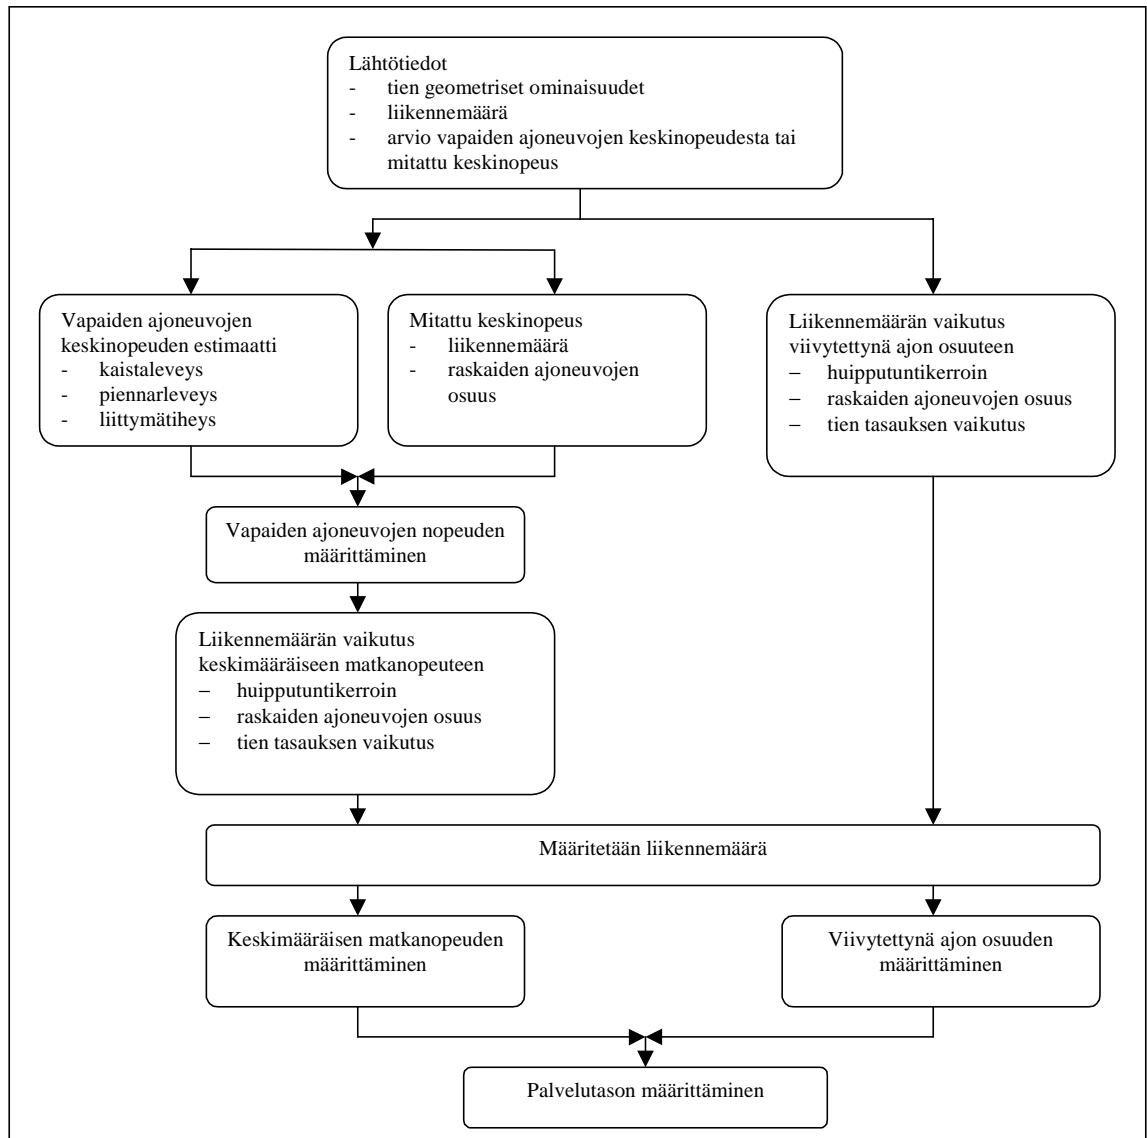 Lähtötiedot
- tien geometriset ominaisuudet
- liikennemäärä
- arvio vapaiden ajoneuvojen keskinopeudesta tai
mitattu keskinopeus
Vapaiden ajoneuvojen
keskinopeuden estimaatti
- kaistaleveys
- piennarleveys
- liittymätiheys
Mitattu keskinopeus
- liikennemäärä
- raskaiden ajoneuvojen
osuus
Liikennemäärän vaikutus
viivytettynä ajon osuuteen
– huipputuntikerroin
– raskaiden ajoneuvojen osuus
– tien tasauksen vaikutus
Vapaiden ajoneuvojen nopeuden
määrittäminen
Liikennemäärän vaikutus
keskimääräiseen matkanopeuteen
– huipputuntikerroin
– raskaiden ajoneuvojen osuus
– tien tasauksen vaikutus
Määritetään liikennemäärä
Keskimääräisen matkanopeuden
määrittäminen
Viivytettynä ajon osuuden
määrittäminen
Palvelutason määrittäminen